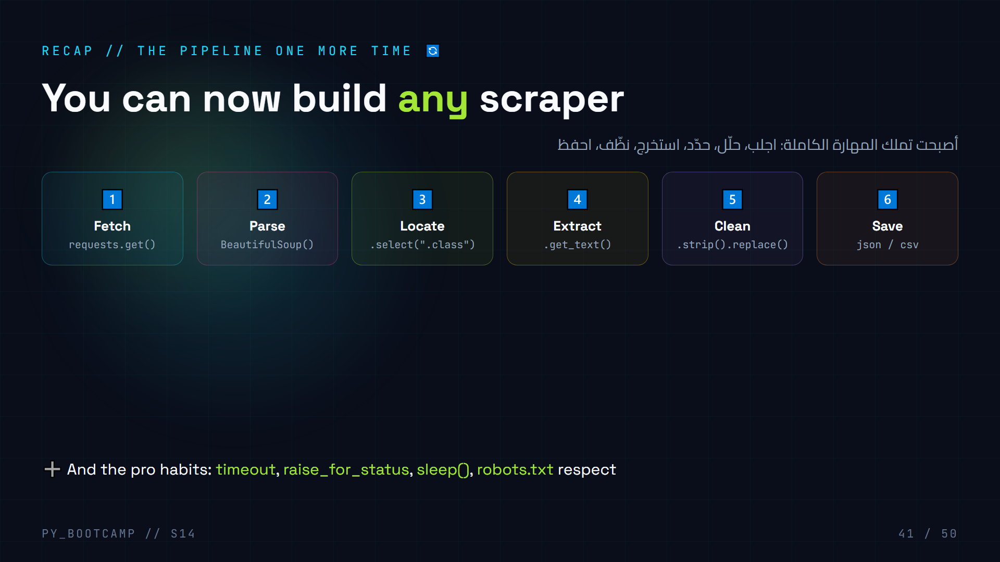 RECAP // THE PIPELINE ONE MORE TIME 🔄
You can now build any scraper
أصبحت تملك المهارة الكاملة: اجلب، حلّل، حدّد، استخرج، نظّف، احفظ
1
Fetch
requests.get()
2
Parse
BeautifulSoup()
3
Locate
.select(".class")
4
Extract
.get_text()
5
Clean
.strip().replace()
6
Save
json / csv
➕ And the pro habits: timeout, raise_for_status, sleep(), robots.txt respect
PY_BOOTCAMP // S14
41 / 50